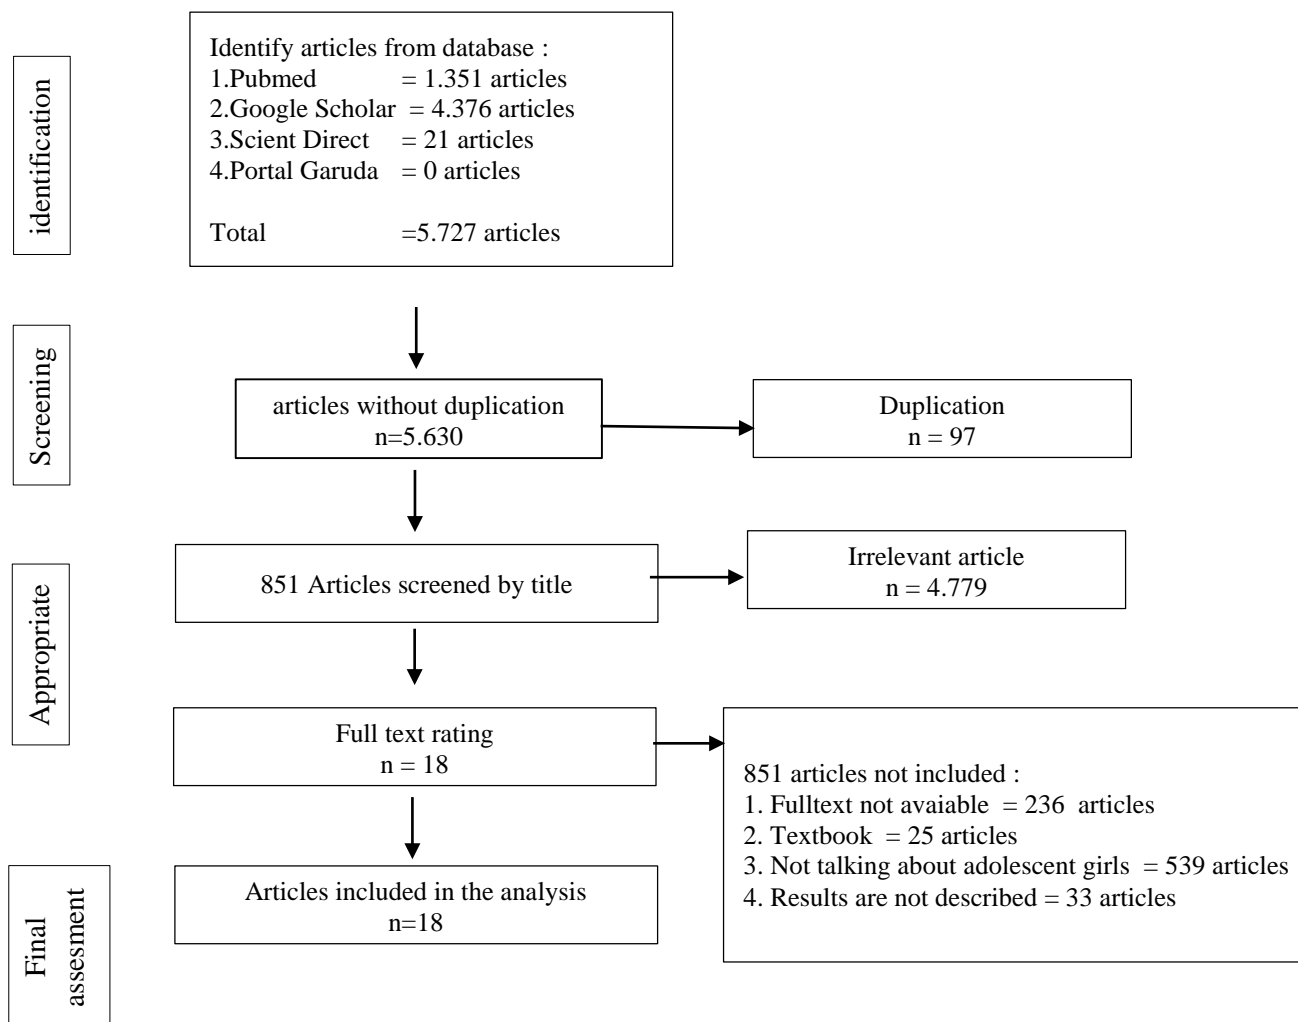 identification
Identify articles from database :
1.Pubmed = 1.351 articles
2.Google Scholar = 4.376 articles
3.Scient Direct = 21 articles
4.Portal Garuda = 0 articles
Total =5.727 articles
Screening
articles without duplication
n=5.630
Duplication
n = 97
Appropriate
851 Articles screened by title
Irrelevant article
n = 4.779
Full text rating
n = 18
851 articles not included :
1. Fulltext not avaiable = 236 articles
2. Textbook = 25 articles
3. Not talking about adolescent girls = 539 articles
4. Results are not described = 33 articles
Final
assesment
Articles included in the analysis
n=18